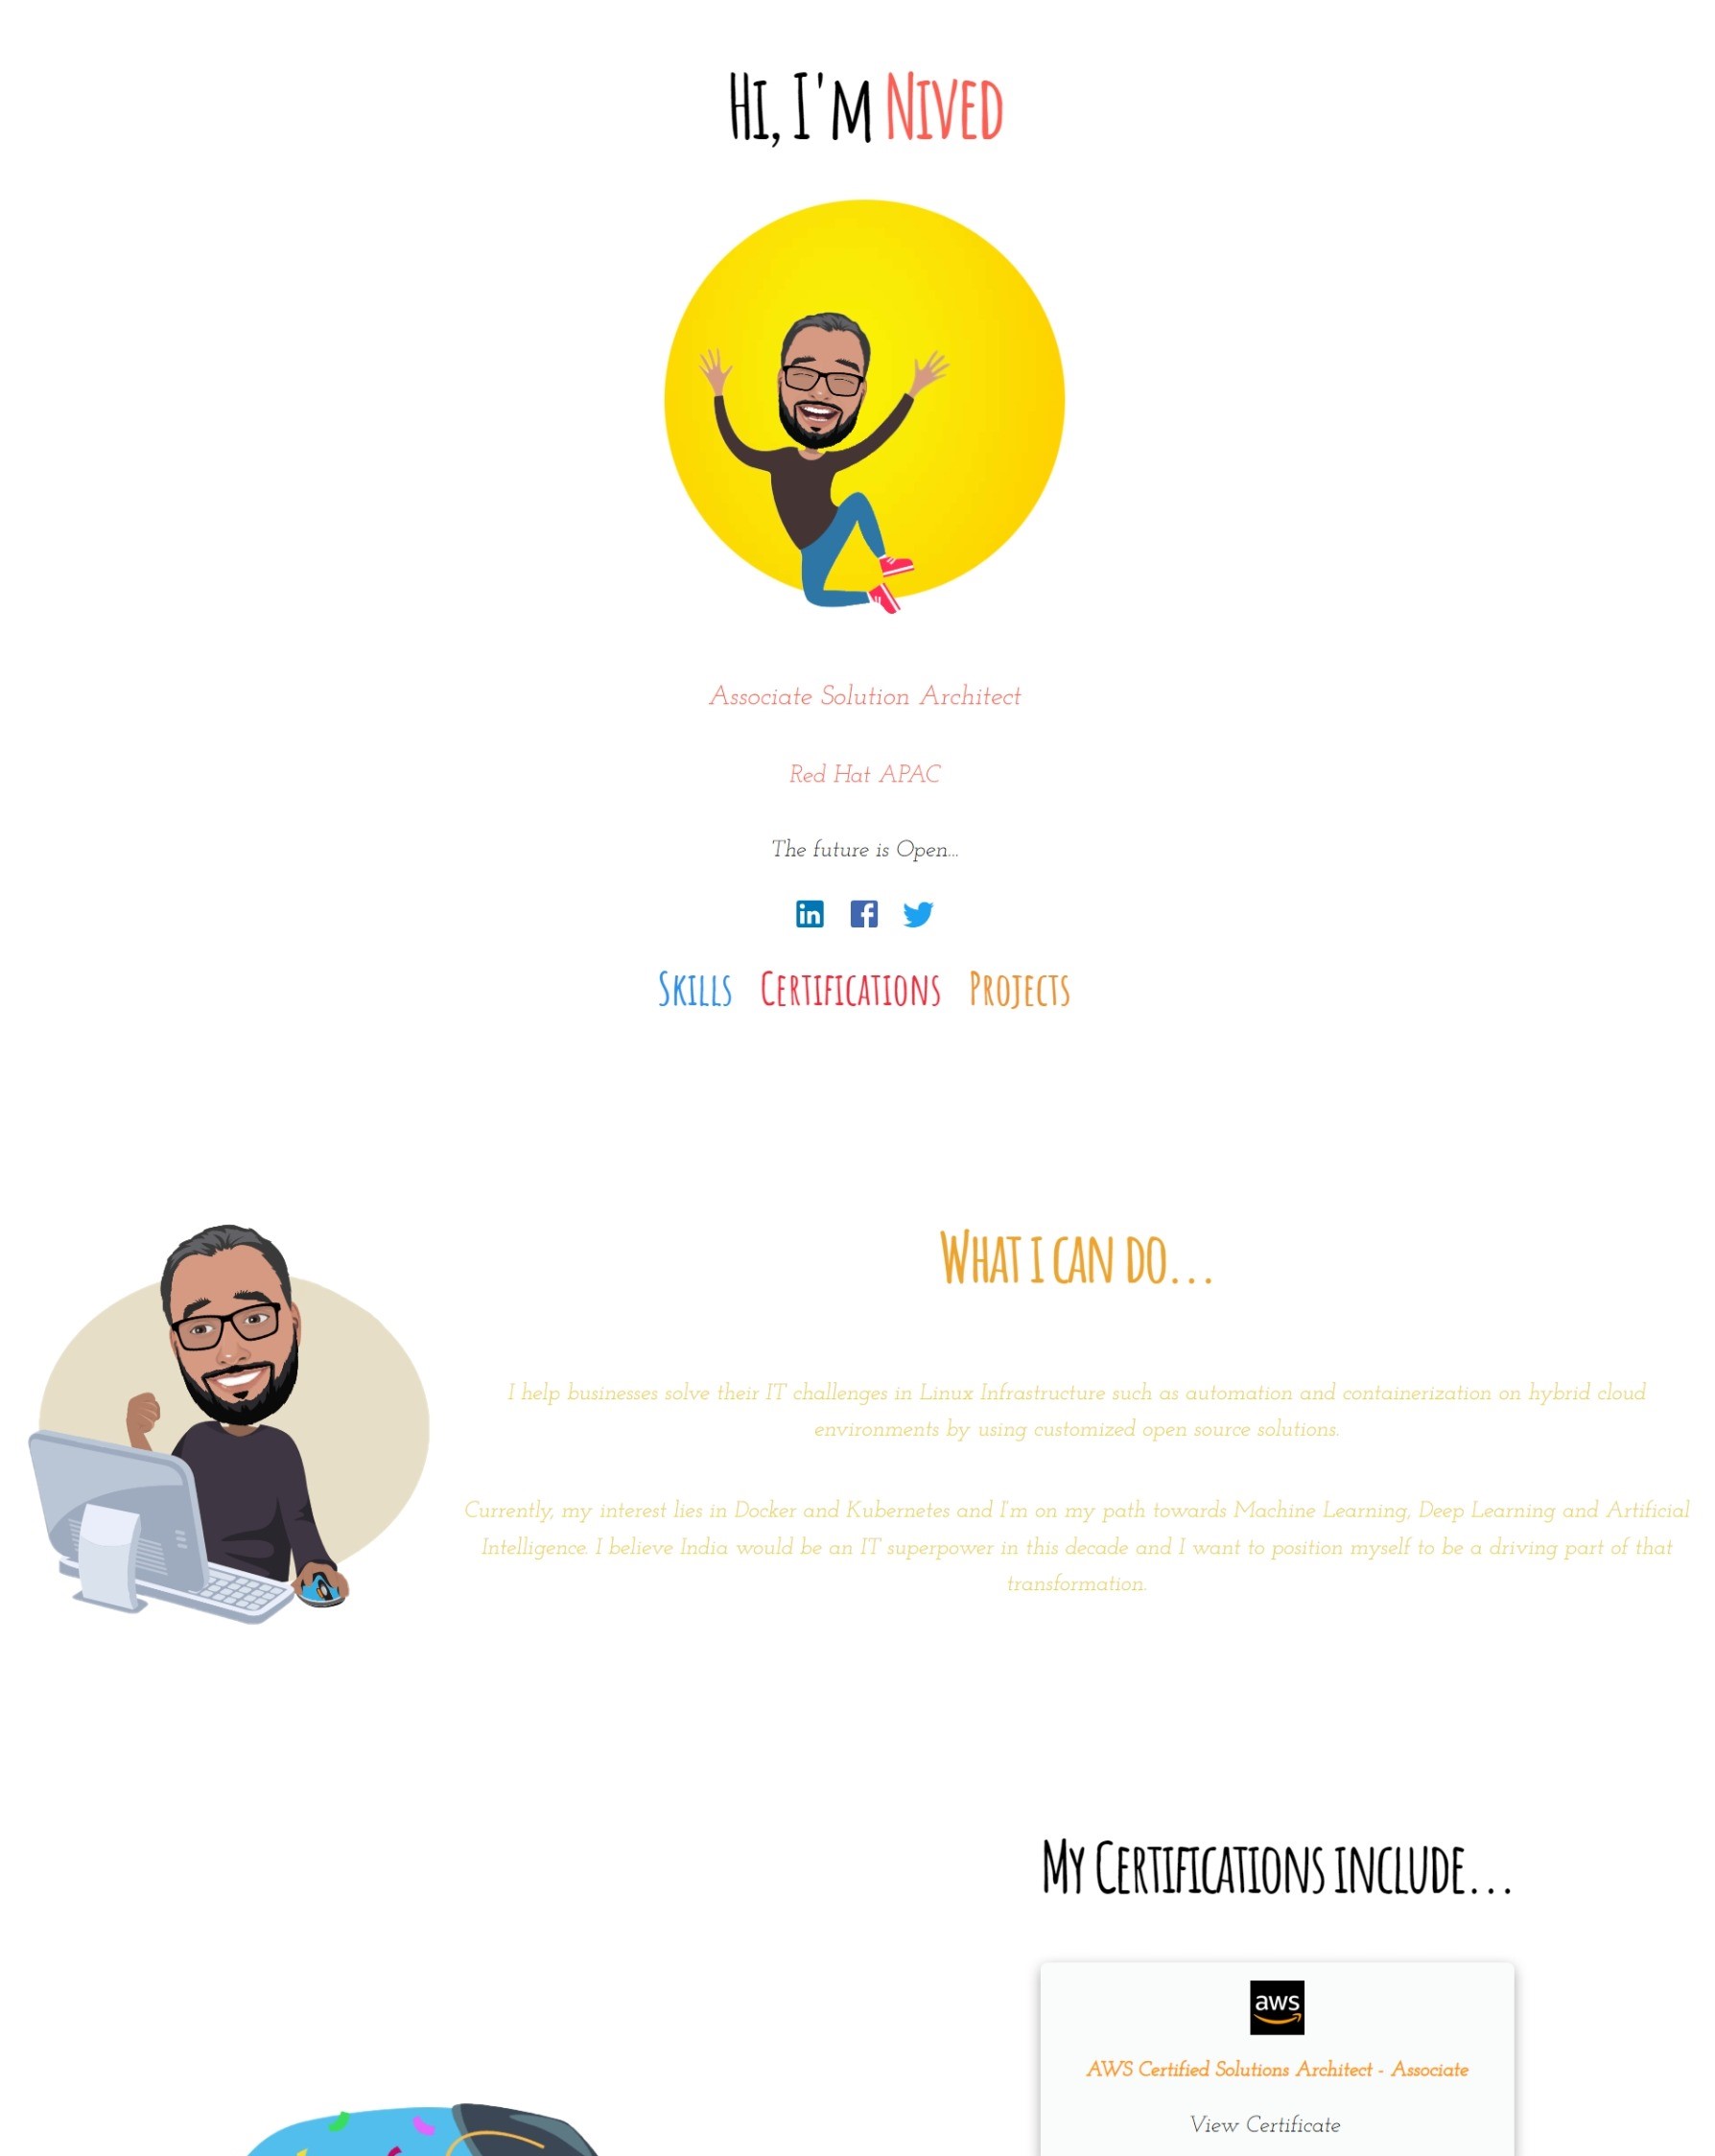 Hi, I'm Nived
Associate Solution Architect
Red Hat APAC
The future is Open...
in f
Skills Certifications Projects
What i can do...
I help businesses solve their IT challenges in Linux Infrastructure such as automation and containerization on hybrid cloud
environments by using customized open source solutions.
Currently, my interest lies in Docker and Kubernetes and I'm on my path towards Machine Learning, Deep Learning and Artificial
Intelligence. I believe India would be an IT superpower in this decade and I want to position myself to be a driving part of that
transformation.
My Certifications include...
aws
AWS Certified Solutions Architect - Associate
View Certificate